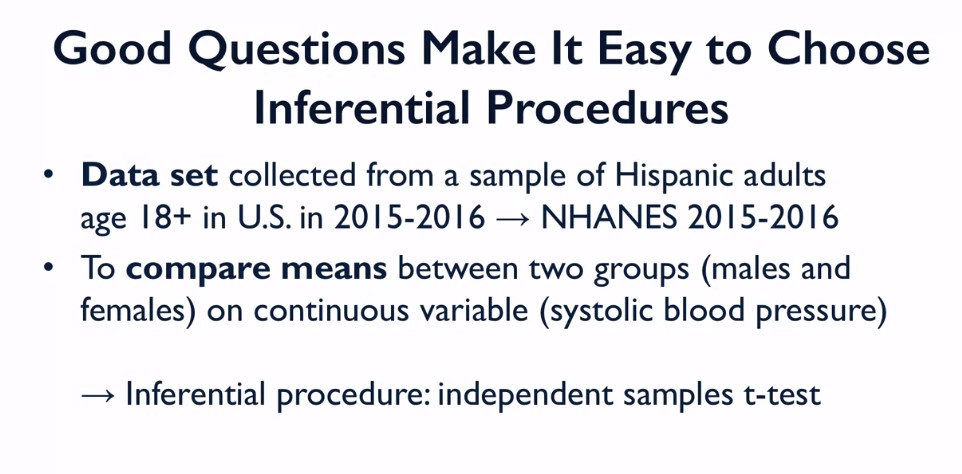 Good Questions Make It Easy to Choose
Inferential Procedures
• Data set collected from a sample of Hispanic adults
age 18+ in U.S. in 2015-2016 → NHANES 2015-2016
• To compare means between two groups (males and
females) on continuous variable (systolic blood pressure)
→ Inferential procedure: independent samples t-test